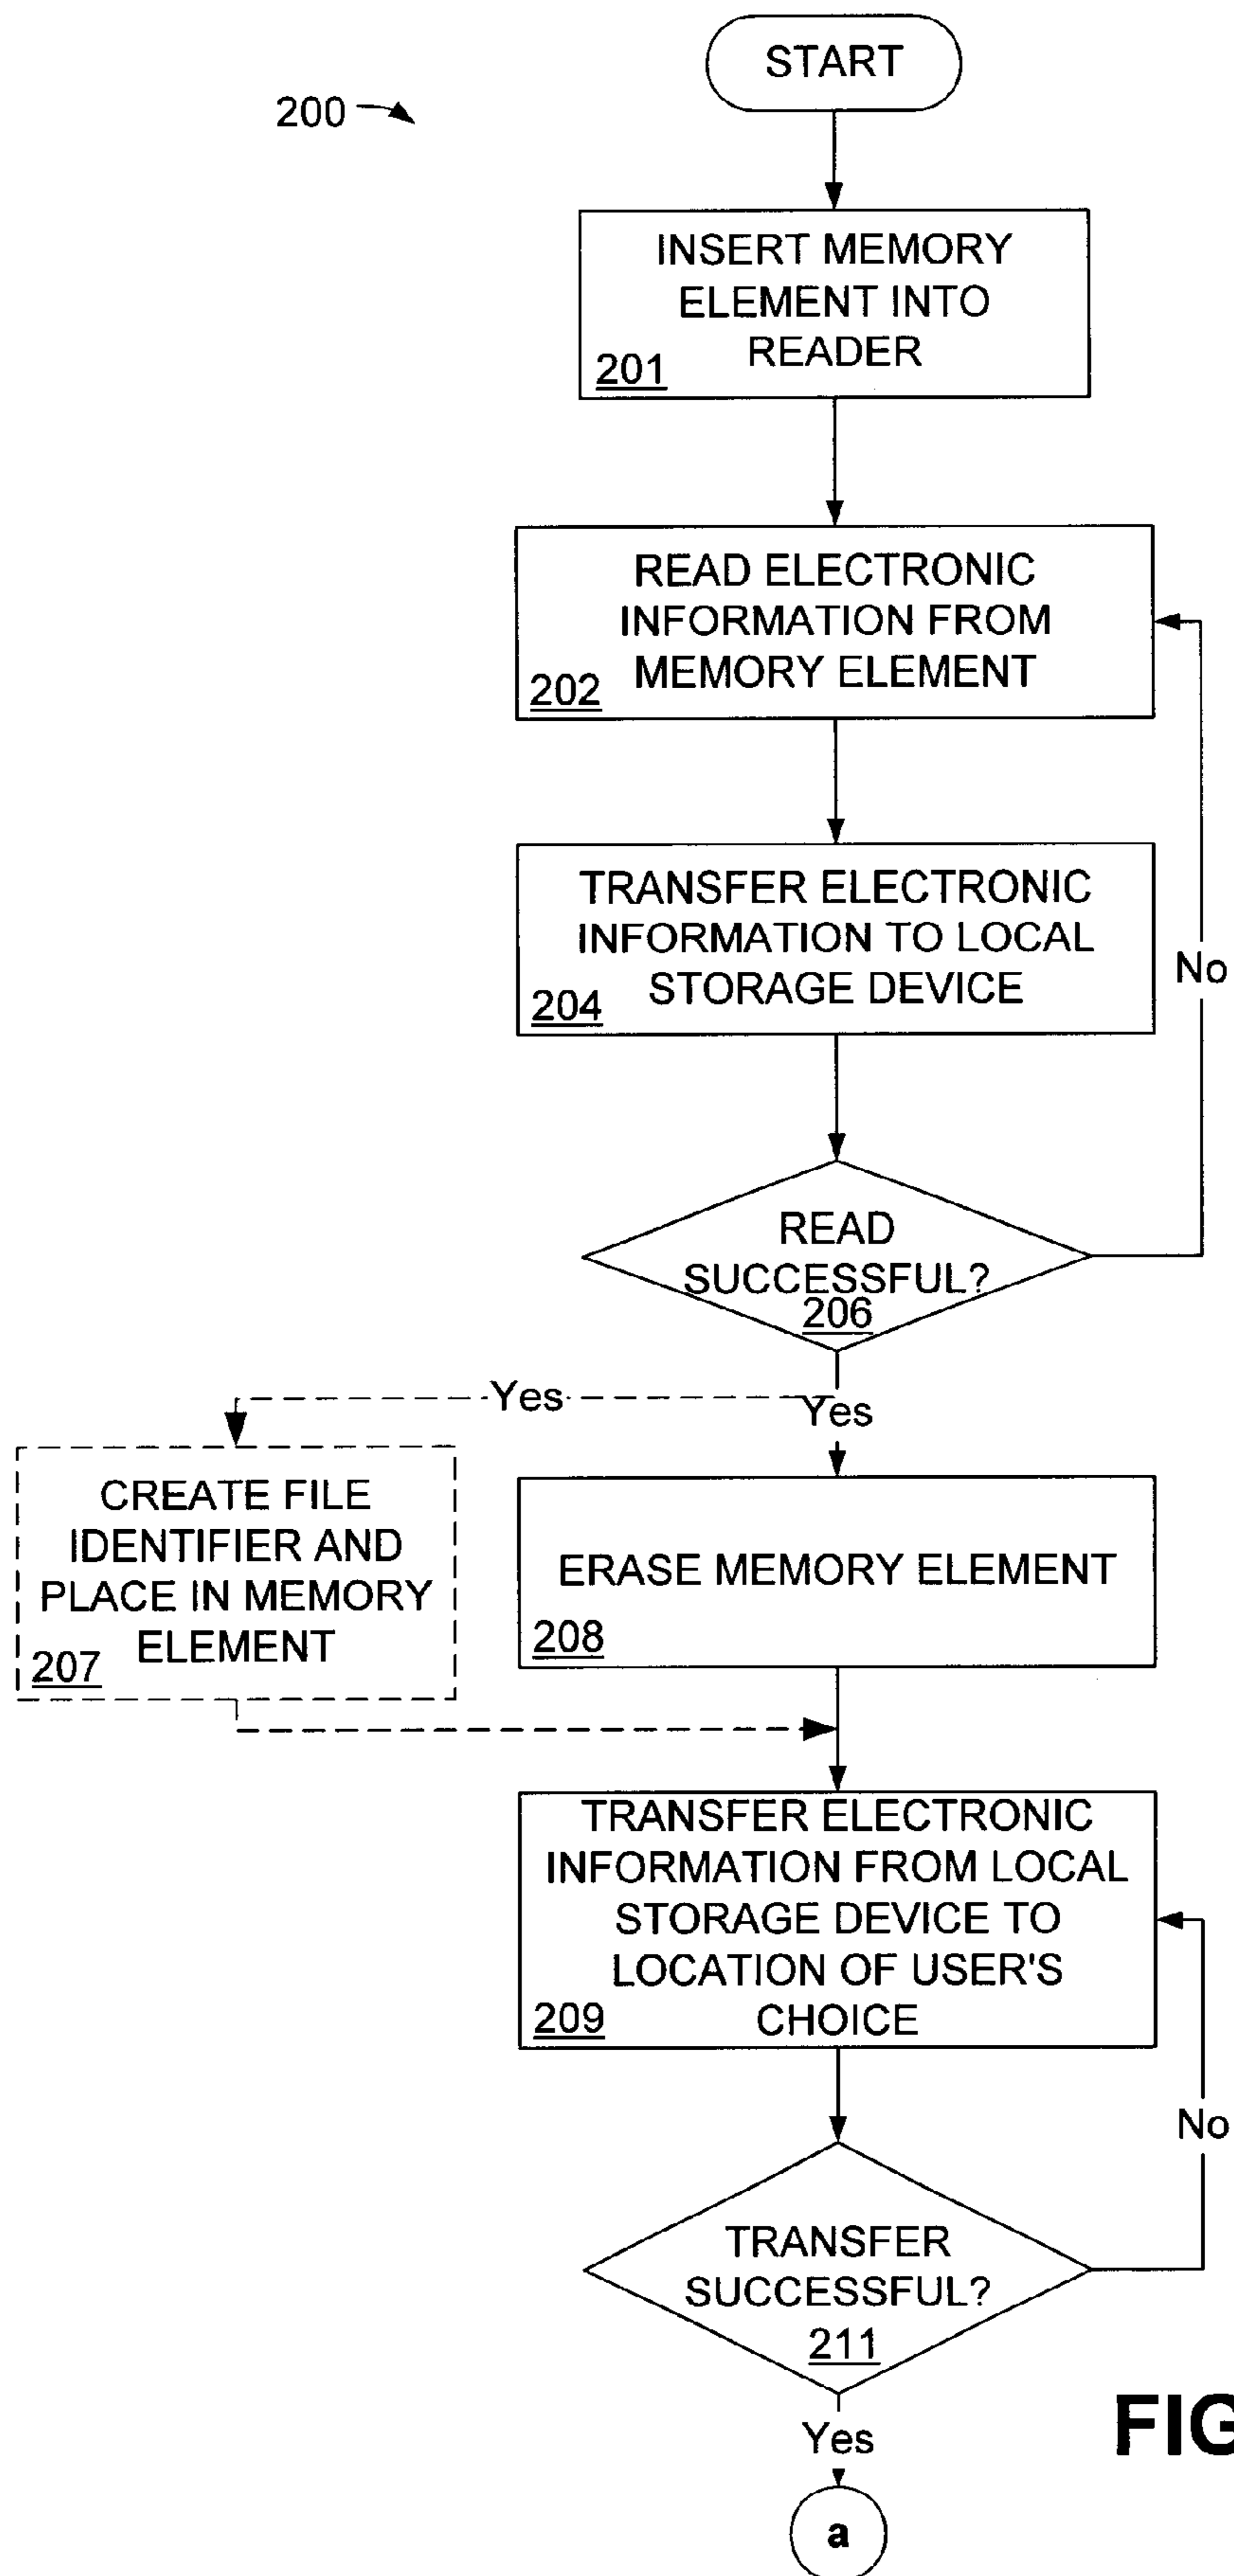 START
200
INSERT MEMORY
ELEMENT INTO
READER
201
READ ELECTRONIC
INFORMATION FROM
MEMORY ELEMENT
202
TRANSFER ELECTRONIC
INFORMATION TO LOCAL
STORAGE DEVICE
204
No
READ
SUCCESSFUL?
206
Yes
Yes
CREATE FILE
IDENTIFIER AND
PLACE IN MEMORY
ELEMENT
207
ERASE MEMORY ELEMENT
208
TRANSFER ELECTRONIC
INFORMATION FROM LOCAL
STORAGE DEVICE TO
LOCATION OF USER'S
CHOICE
209
No
TRANSFER
SUCCESSFUL?
211
Yes
FIG
a